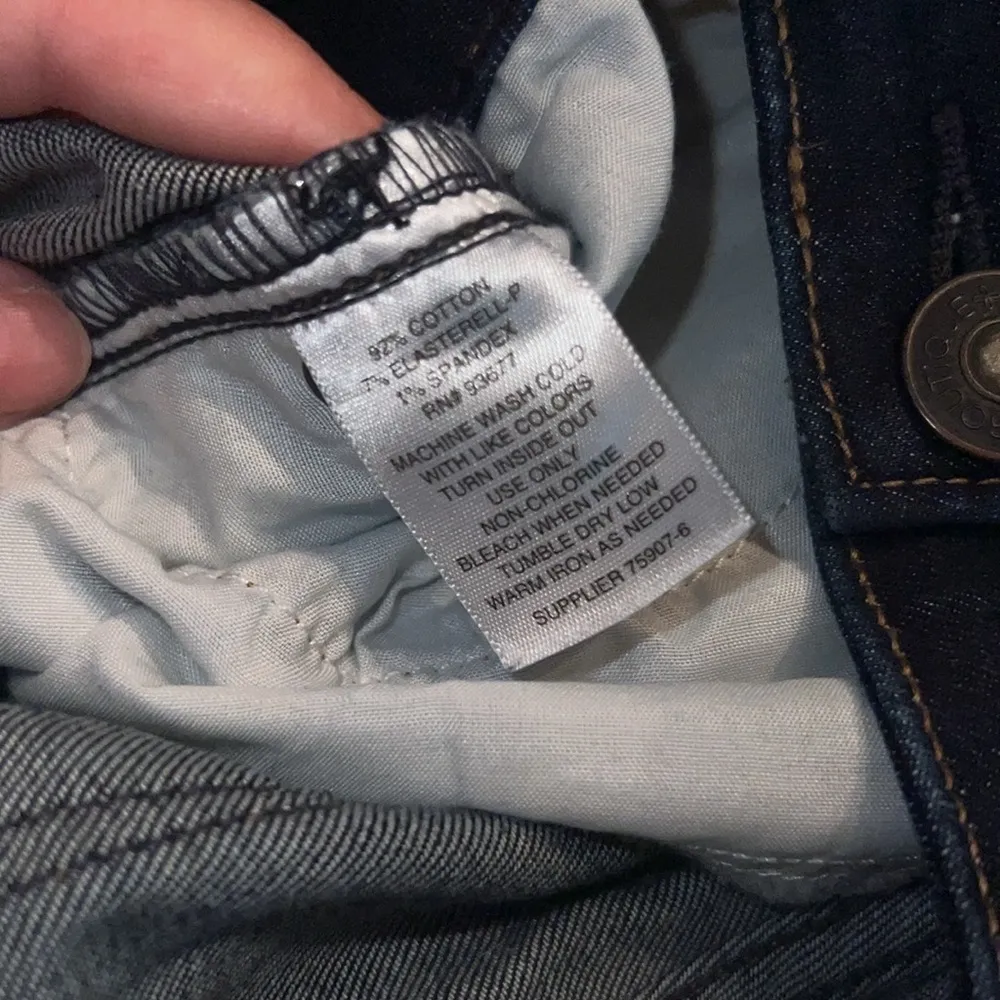 92% COTTON
7% ELASTERELL-P
1% SPANDEX
RN# 93677
MACHINE WASH COLD
WITH LIKE COLORS
TURN INSIDE OUT
USE ONLY
NON-CHLORINE
BLEACH WHEN NEEDED
TUMBLE DRY LOW
WARM IRON AS NEEDED
SUPPLIER 75907-6